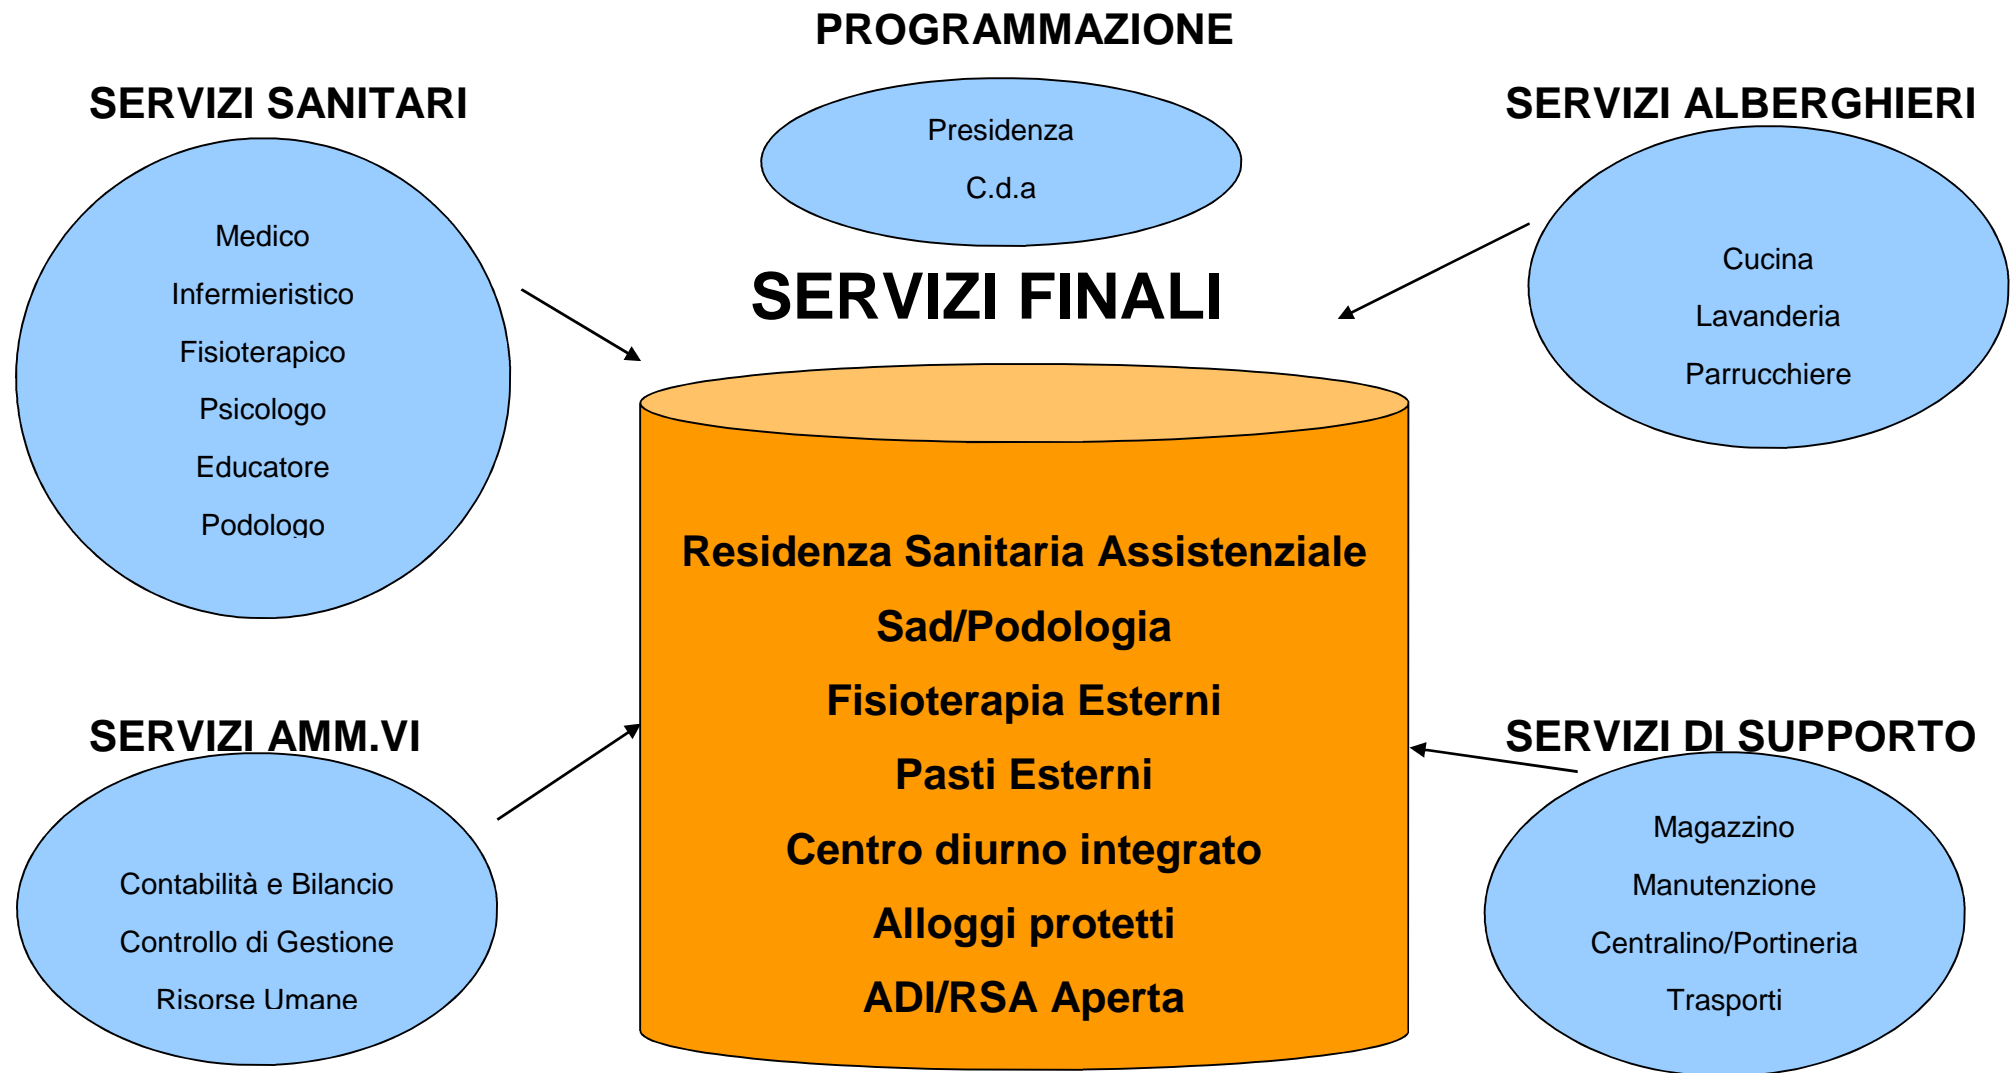 PROGRAMMAZIONE
Presidenza
C.d.a
SERVIZI SANITARI
Medico
Infermieristico
Fisioterapico
Psicologo
Educatore
Podologo
SERVIZI ALBERGHIERI
Cucina
Lavanderia
Parrucchiere
SERVIZI FINALI
Residenza Sanitaria Assistenziale
Sad/Podologia
Fisioterapia Esterni
Pasti Esterni
Centro diurno integrato
Alloggi protetti
ADI/RSA Aperta
SERVIZI AMM.VI
Contabilità e Bilancio
Controllo di Gestione
Risorse Umane
SERVIZI DI SUPPORTO
Magazzino
Manutenzione
Centralino/Portineria
Trasporti